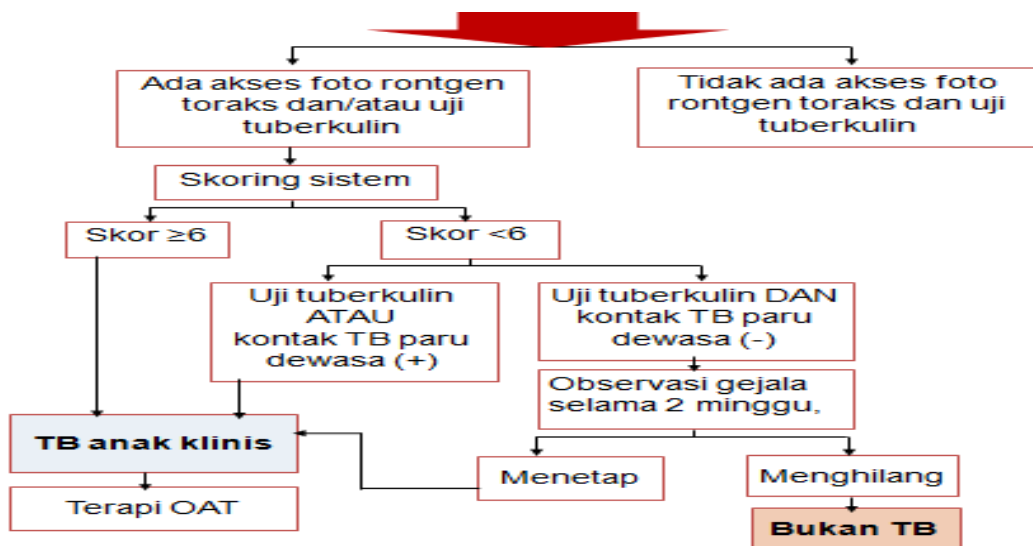 Ada akses foto rontgen
toraks dan/atau uji
tuberkulin
Tidak ada akses foto
rontgen toraks dan uji
tuberkulin
Skoring sistem
Skor ≥6
Skor <6
Uji tuberkulin
ATAU
kontak TB paru
dewasa (+)
Uji tuberkulin DAN
kontak TB paru
dewasa (-)
Observasi gejala
selama 2 minggu,
TB anak klinis
Menetap
Menghilang
Terapi OAT
Bukan TB